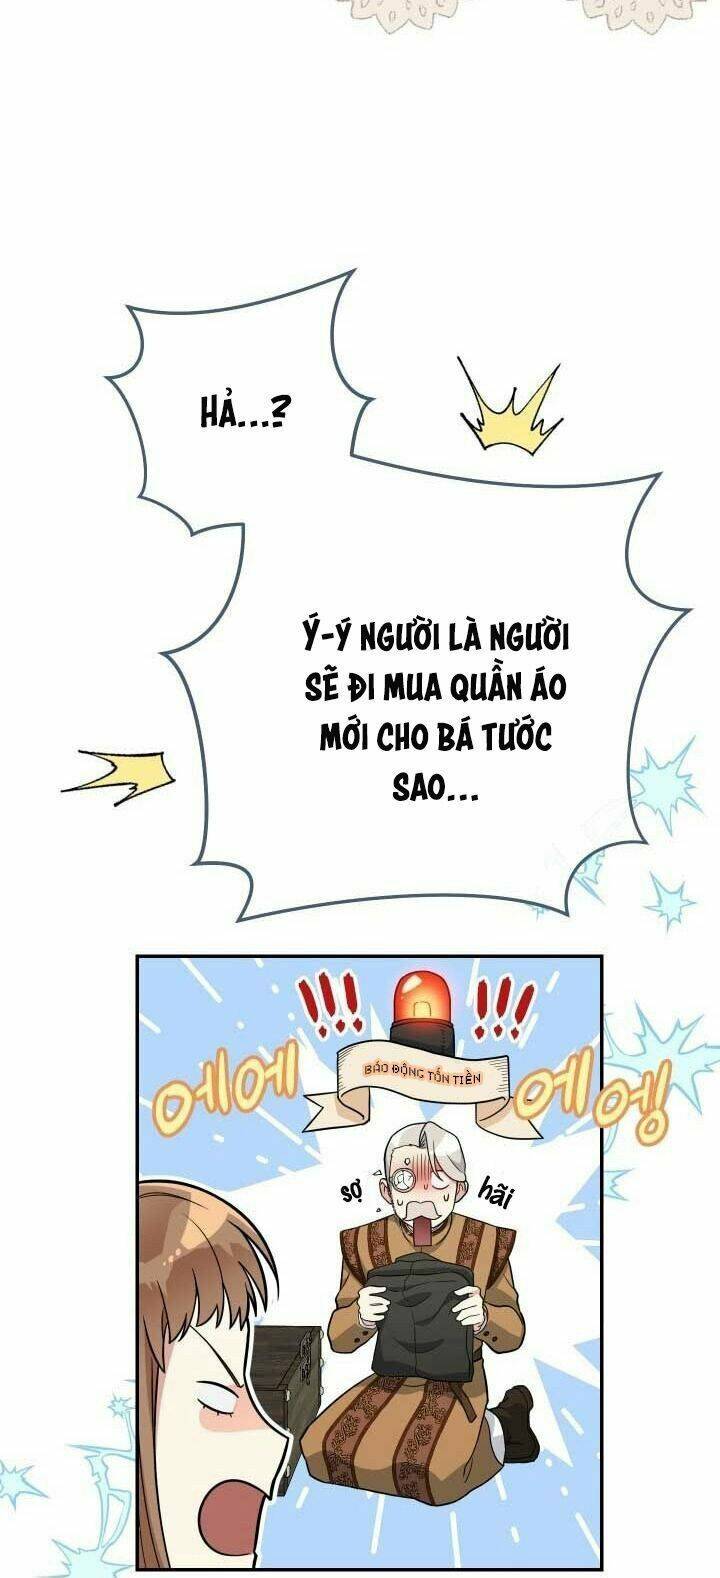 HẢ...?
Ý-Ý NGƯỜI LÀ NGƯỜI
SẼ ĐI MUA QUẦN ÁO
MỚI CHO BÁ TƯỚC
SAO...
!!! !!!
BÁO ĐỘNG TỐN TIỀN
에에 에엥
sợ hãi